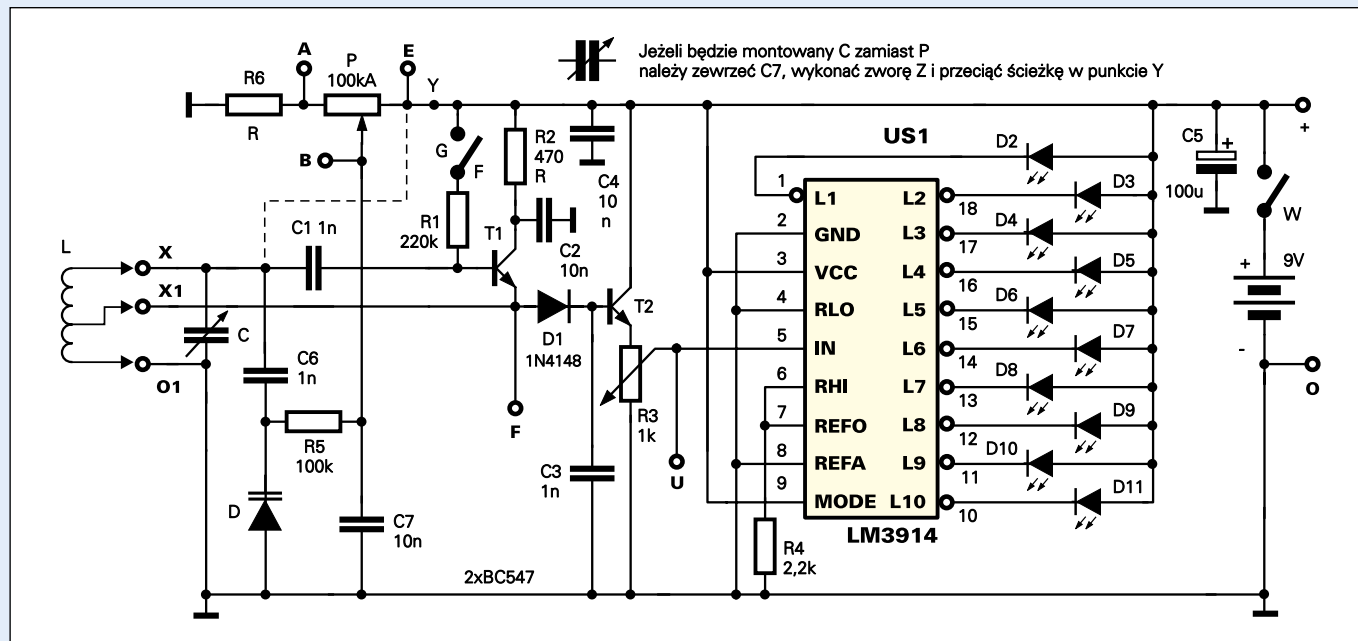 Jeżeli będzie montowany C zamiast P
należy zewrzeć C7, wykonać zworę Z i przeciąć ścieżkę w punkcie Y
A
P
100kA
E
Y
R6
R
B
G
F
R2
470
R
C4
10
n
US1
D2
C5
+
100u
+
W
L
X
C1 1n
R1
220k
T1
C2
10n
X1
C
O1
C6
1n
R5
100k
D
C7
10n
D1
1N4148
T2
F
C3
1n
R3
1k
U
2xBC547
1
L1
L2
18
D3
2
GND
L3
17
D4
3
VCC
L4
16
D5
4
RLO
L5
15
D6
5
IN
L6
14
D7
6
RHI
L7
13
D8
7
REFO
L8
12
D9
8
REFA
L9
11
D10
9
MODE
L10
10
D11
LM3914
R4
2,2k
+
9V
-
O